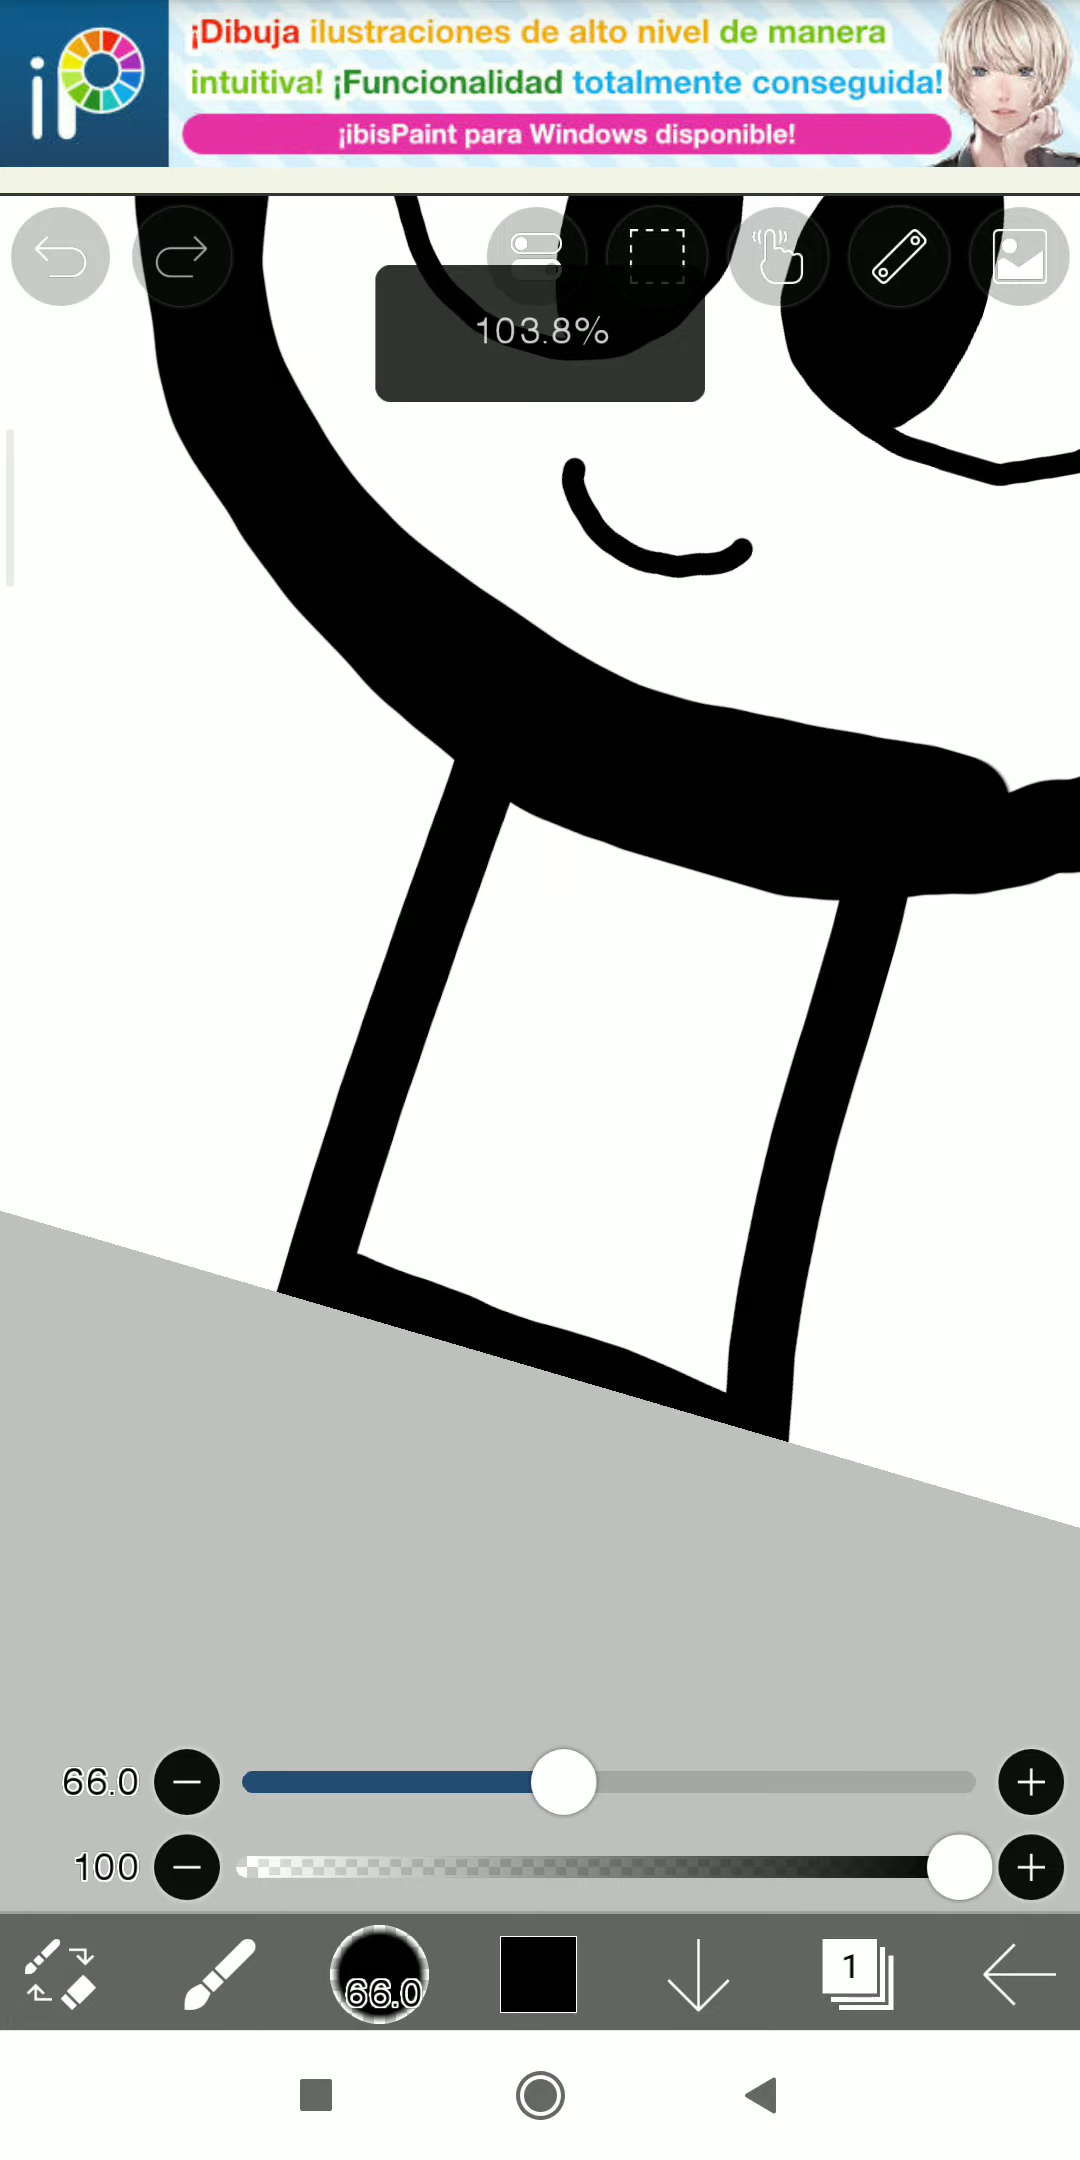 iP
¡Dibuja ilustraciones de alto nivel de manera
intuitiva! ¡Funcionalidad totalmente conseguida!
¡ibisPaint para Windows disponible!
103.8%
66.0
100
66.0
1